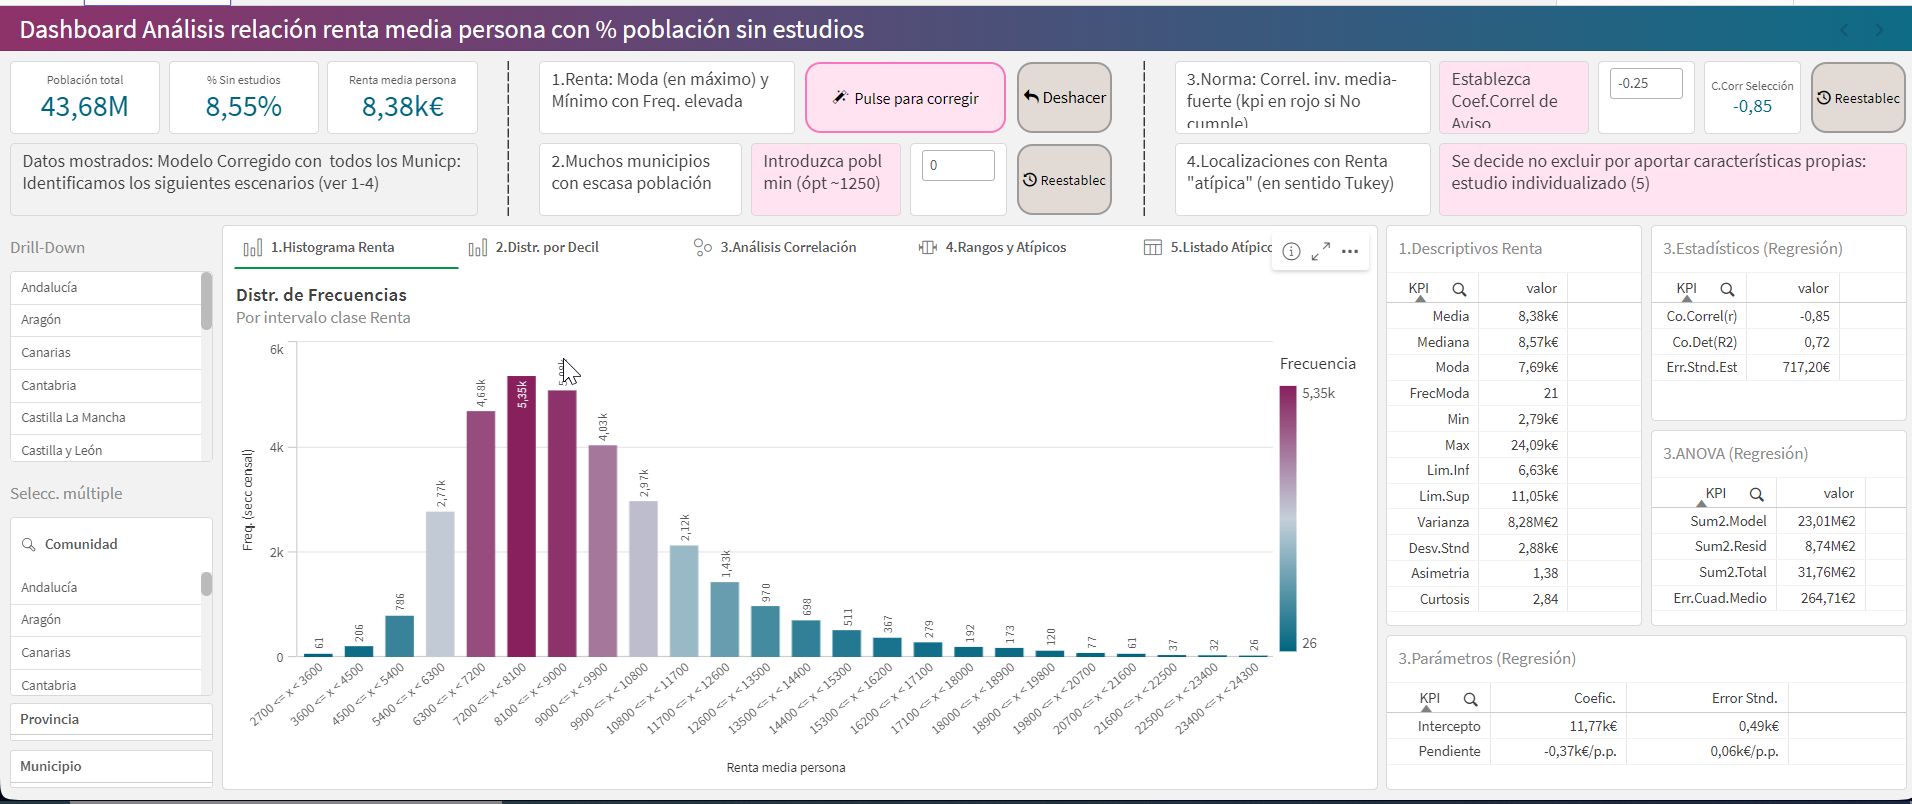 Dashboard Análisis relación renta media persona con % población sin estudios
Población total
43,68M
% Sin estudios
8,55%
Renta media persona
8,38k€
Datos mostrados: Modelo Corregido con todos los Municp:
Identificamos los siguientes escenarios (ver 1-4)
1.Renta: Moda (en máximo) y
Mínimo con Freq. elevada
Pulse para corregir
Deshacer
2.Muchos municipios
con escasa población
Introduzca pobl
min (ópt ~1250)
0
Reestablec
3.Norma: Correl. inv. media-
fuerte (kpi en rojo si No
cumple)
Establezca
Coef.Correl de
Aviso
-0.25
C.Corr Selección
-0,85
Reestablec
4.Localizaciones con Renta
"atípica" (en sentido Tukey)
Se decide no excluir por aportar características propias:
estudio individualizado (5)
Drill-Down
Andalucía
Aragón
Canarias
Cantabria
Castilla La Mancha
Castilla y León
Selecc. múltiple
Comunidad
Andalucía
Aragón
Canarias
Cantabria
Provincia
Municipio
1.Histograma Renta
2.Distr. por Decil
3.Análisis Correlación
4.Rangos y Atípicos
5.Listado Atípico
Distr. de Frecuencias
Por intervalo clase Renta
Freq. (secc censal)
6k
4k
2k
0
61
206
786
2,77k
4,68k
5,35k
4,03k
2,97k
2,12k
1,43k
970
698
511
367
279
192
173
120
77
61
37
32
26
2700 <= x < 3600
3600 <= x < 4500
4500 <= x < 5400
5400 <= x < 6300
6300 <= x < 7200
7200 <= x < 8100
8100 <= x < 9000
9000 <= x < 9900
9900 <= x < 10800
10800 <= x < 11700
11700 <= x < 12600
12600 <= x < 13500
13500 <= x < 14400
14400 <= x < 15300
15300 <= x < 16200
16200 <= x < 17100
17100 <= x < 18000
18000 <= x < 18900
18900 <= x < 19800
19800 <= x < 20700
20700 <= x < 21600
21600 <= x < 22500
22500 <= x < 23400
23400 <= x < 24300
Renta media persona
Frecuencia
5,35k
26
1.Descriptivos Renta
KPI valor
Media 8,38k€
Mediana 8,57k€
Moda 7,69k€
FrecModa 21
Min 2,79k€
Max 24,09k€
Lim.Inf 6,63k€
Lim.Sup 11,05k€
Varianza 8,28M€2
Desv.Stnd 2,88k€
Asimetria 1,38
Curtosis 2,84
3.Estadísticos (Regresión)
KPI valor
Co.Correl(r) -0,85
Co.Det(R2) 0,72
Err.Stnd.Est 717,20€
3.ANOVA (Regresión)
KPI valor
Sum2.Model 23,01M€2
Sum2.Resid 8,74M€2
Sum2.Total 31,76M€2
Err.Cuad.Medio 264,71€2
3.Parámetros (Regresión)
KPI Coefic. Error Stnd.
Intercepto 11,77k€ 0,49k€
Pendiente -0,37k€/p.p. 0,06k€/p.p.